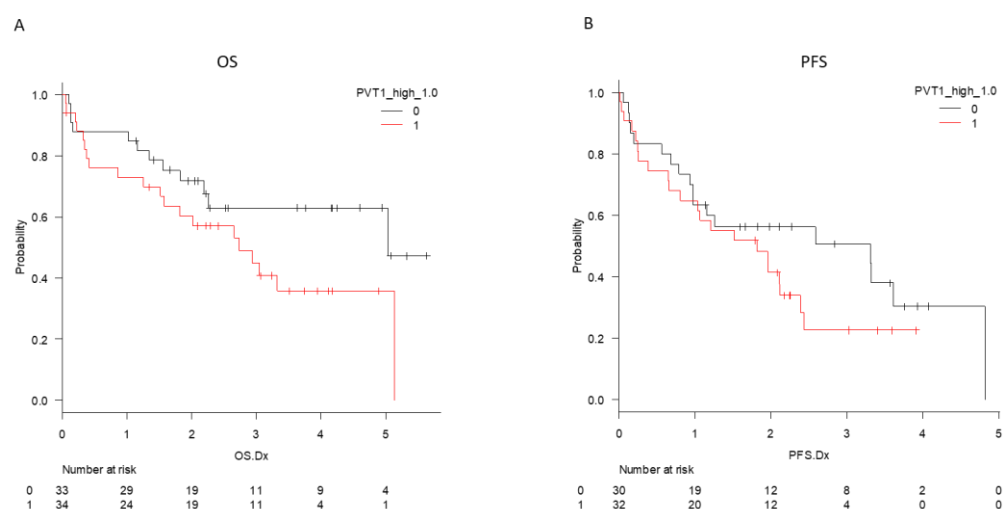 A
OS
PVT1_high_1.0
0
1
1.0
0.8
0.6
0.4
0.2
0.0
Probability
0 1 2 3 4 5
OS.Dx
Number at risk
0 33 29 19 11 9 4
1 34 24 19 11 4 1
B
PFS
PVT1_high_1.0
0
1
1.0
0.8
0.6
0.4
0.2
0.0
Probability
0 1 2 3 4 5
PFS.Dx
Number at risk
0 30 19 12 8 2 0
1 32 20 12 4 0 0